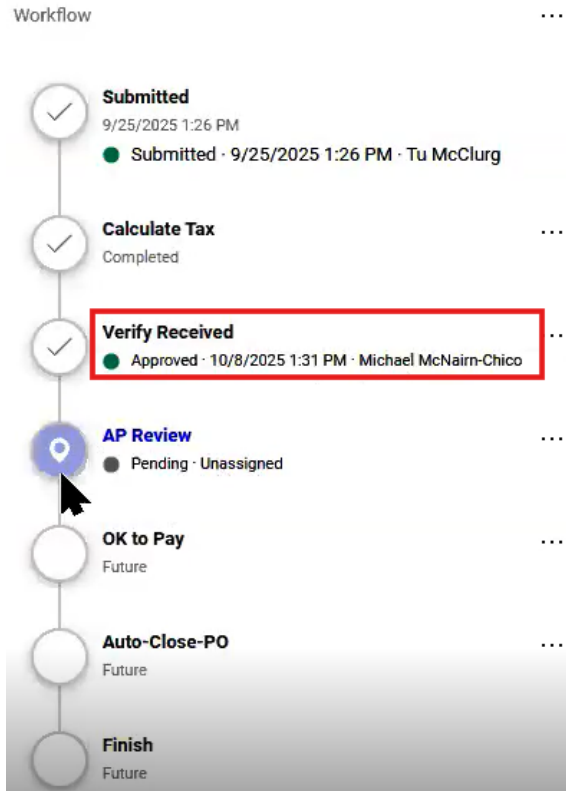 Workflow
Submitted
9/25/2025 1:26 PM
Submitted · 9/25/2025 1:26 PM · Tu McClurg
Calculate Tax
Completed
Verify Received
Approved · 10/8/2025 1:31 PM · Michael McNairn-Chico
AP Review
Pending · Unassigned
OK to Pay
Future
Auto-Close-PO
Future
Finish
Future